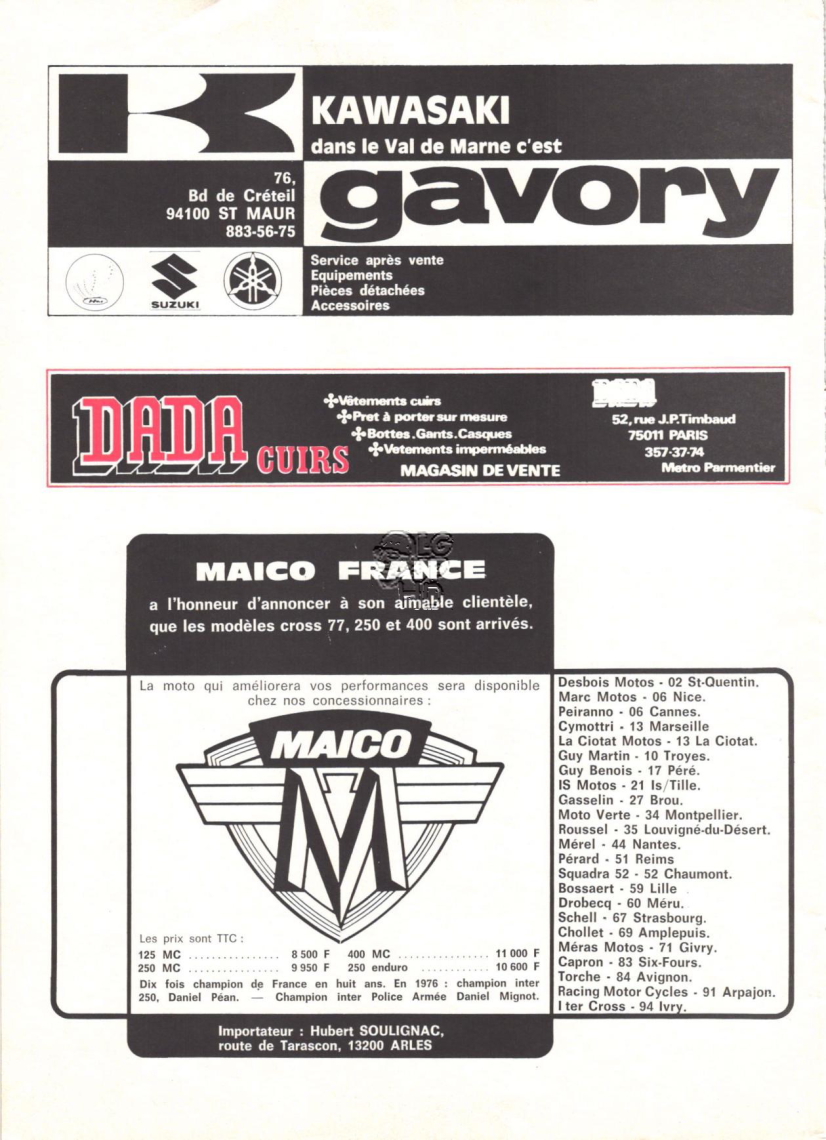 KAWASAKI
dans le Val de Marne c'est
76,
Bd de Créteil
94100 ST MAUR
883-56-75
gavory
SUZUKI
Service après vente
Equipements
Pièces détachées
Accessoires
DADA CUIRS
Vêtements cuirs
Pret à porter sur mesure
Bottes.Gants.Casques
Vetements imperméables
MAGASIN DE VENTE
DADA
52, rue J.P.Timbaud
75011 PARIS
357-37-74
Metro Parmentier
MAICO FRANCE
a l'honneur d'annoncer à son aimable clientèle,
que les modèles cross 77, 250 et 400 sont arrivés.
La moto qui améliorera vos performances sera disponible
chez nos concessionnaires :
MAICO
M
Les prix sont TTC :
125 MC ................ 8 500 F 400 MC ................ 11 000 F
250 MC ................ 9 950 F 250 enduro ........... 10 600 F
Dix fois champion de France en huit ans. En 1976 : champion inter
250, Daniel Péan. — Champion inter Police Armée Daniel Mignot.
Importateur : Hubert SOULIGNAC,
route de Tarascon, 13200 ARLES
Desbois Motos - 02 St-Quentin.
Marc Motos - 06 Nice.
Peiranno - 06 Cannes.
Cymottri - 13 Marseille
La Ciotat Motos - 13 La Ciotat.
Guy Martin - 10 Troyes.
Guy Benois - 17 Péré.
IS Motos - 21 Is/Tille.
Gasselin - 27 Brou.
Moto Verte - 34 Montpellier.
Roussel - 35 Louvigné-du-Désert.
Mérel - 44 Nantes.
Pérard - 51 Reims
Squadra 52 - 52 Chaumont.
Bossaert - 59 Lille
Drobecq - 60 Méru.
Schell - 67 Strasbourg.
Chollet - 69 Amplepuis.
Méras Motos - 71 Givry.
Capron - 83 Six-Fours.
Torche - 84 Avignon.
Racing Motor Cycles - 91 Arpajon.
I ter Cross - 94 Ivry.